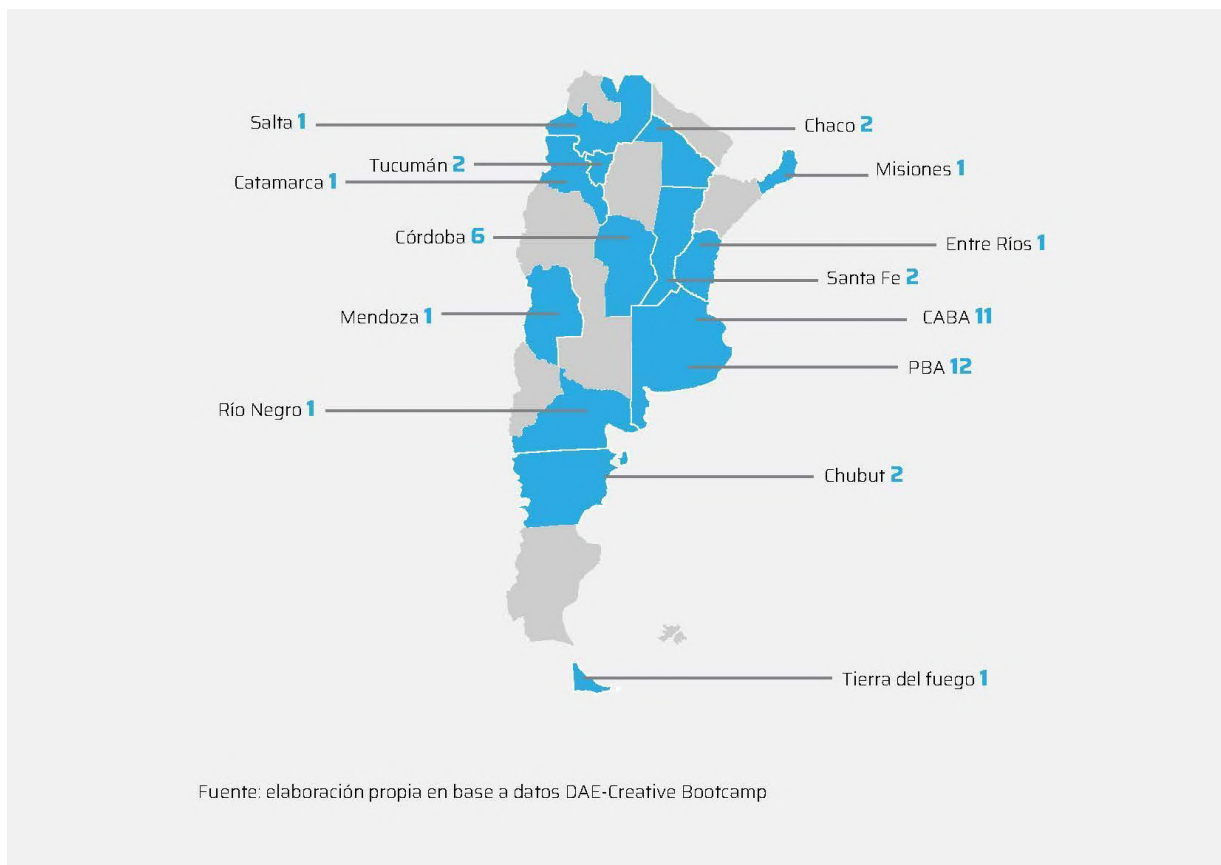 Salta 1
Chaco 2
Tucumán 2
Misiones 1
Catamarca 1
Córdoba 6
Entre Ríos 1
Santa Fe 2
Mendoza 1
CABA 11
PBA 12
Río Negro 1
Chubut 2
Tierra del fuego 1
Fuente: elaboración propia en base a datos DAE-Creative Bootcamp